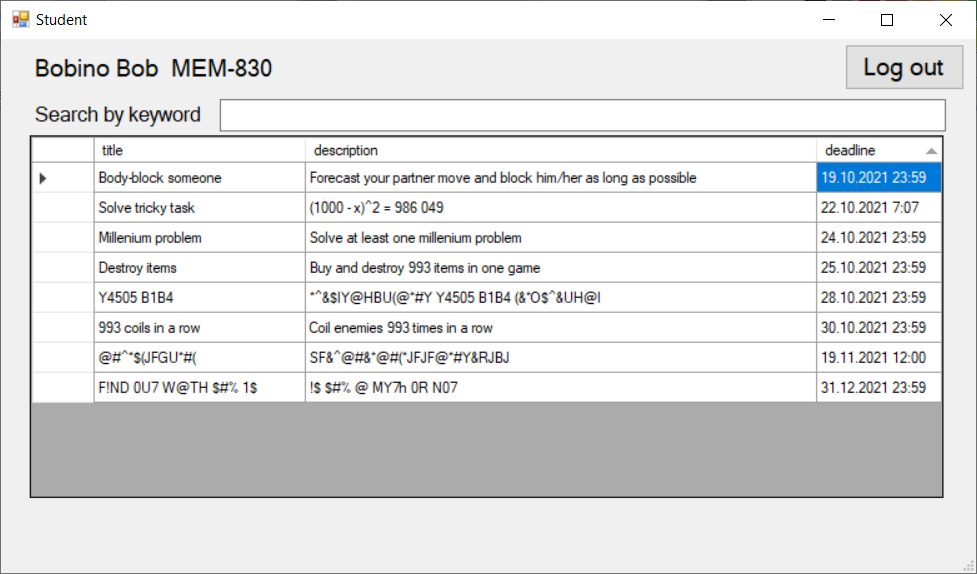 Student
Bobino Bob MEM-830
Log out
Search by keyword
title description deadline
Body-block someone Forecast your partner move and block him/her as long as possible 19.10.2021 23:59
Solve tricky task (1000 - x)^2 = 986 049 22.10.2021 7:07
Millenium problem Solve at least one millenium problem 24.10.2021 23:59
Destroy items Buy and destroy 993 items in one game 25.10.2021 23:59
Y4505 B1B4 *^&$IY@HBU(@*#Y Y4505 B1B4 (&*O$^&UH@I 28.10.2021 23:59
993 coils in a row Coil enemies 993 times in a row 30.10.2021 23:59
@#^*$(JFGU*#( SF&^@#&*@#(*JFJF@*#Y&RJBJ 19.11.2021 12:00
F!ND 0U7 W@TH $#% 1$ !$ $#% @ MY7h 0R N07 31.12.2021 23:59